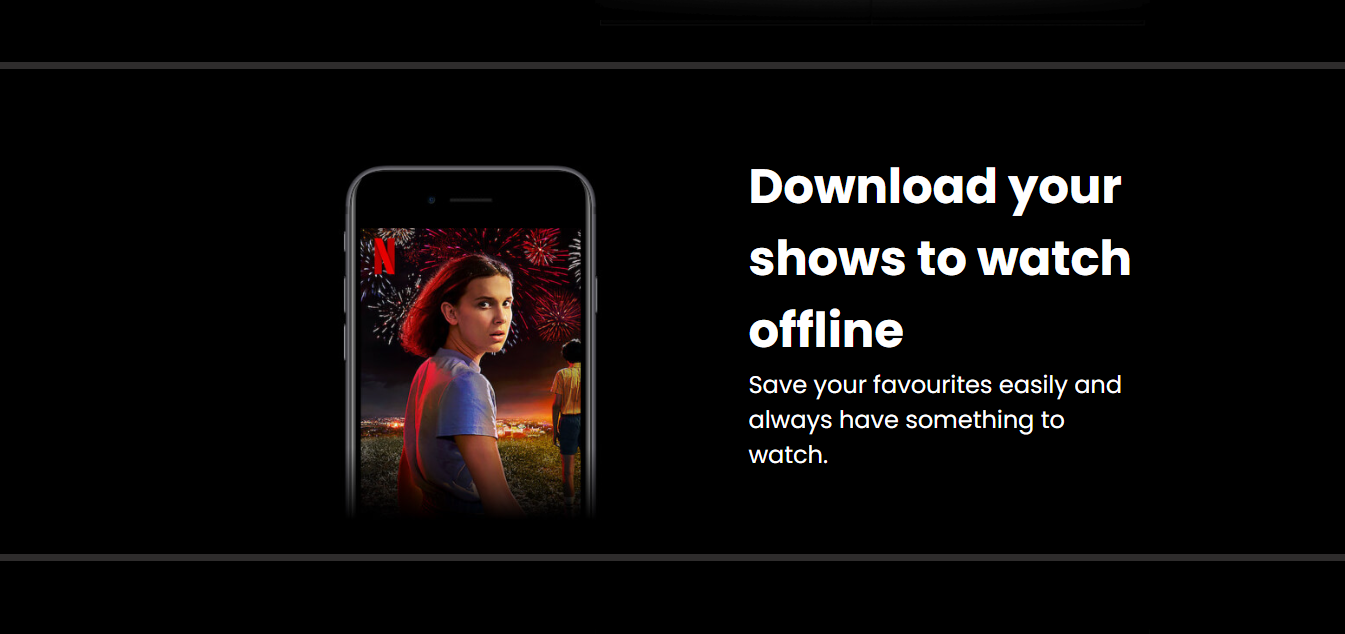 N
Download your
shows to watch
offline
Save your favourites easily and
always have something to
watch.